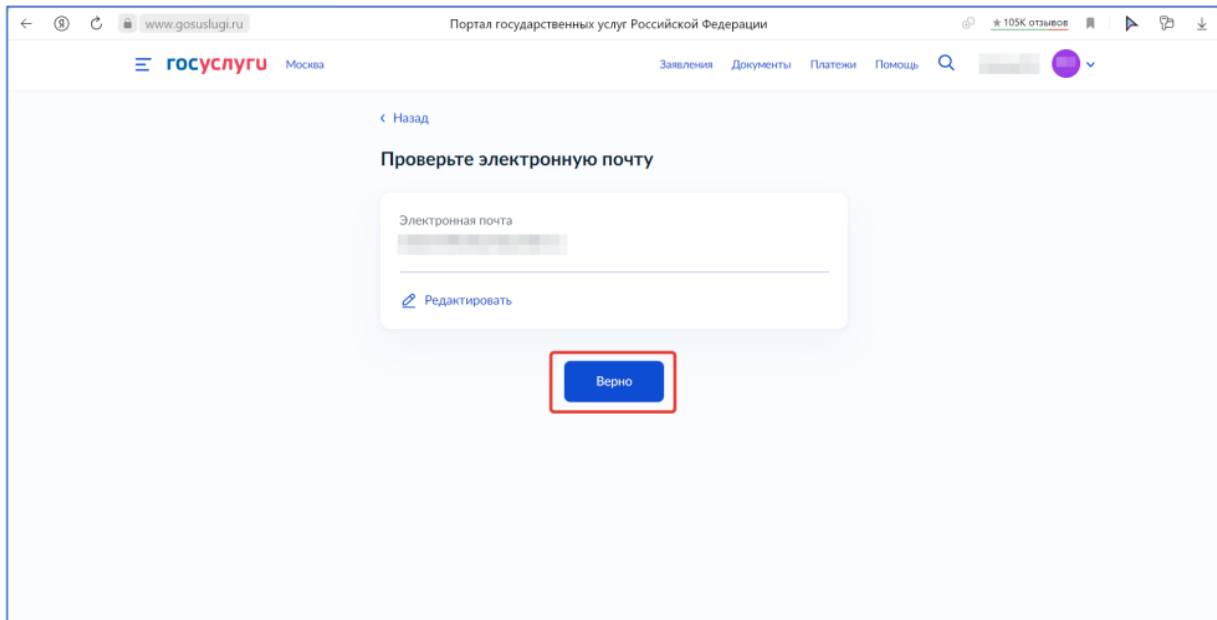 www.gosuslugi.ru Портал государственных услуг Российской Федерации ★ 105K отзывов
госуслуги Москва Заявления Документы Платежи Помощь
Назад
Проверьте электронную почту
Электронная почта
Редактировать
Верно